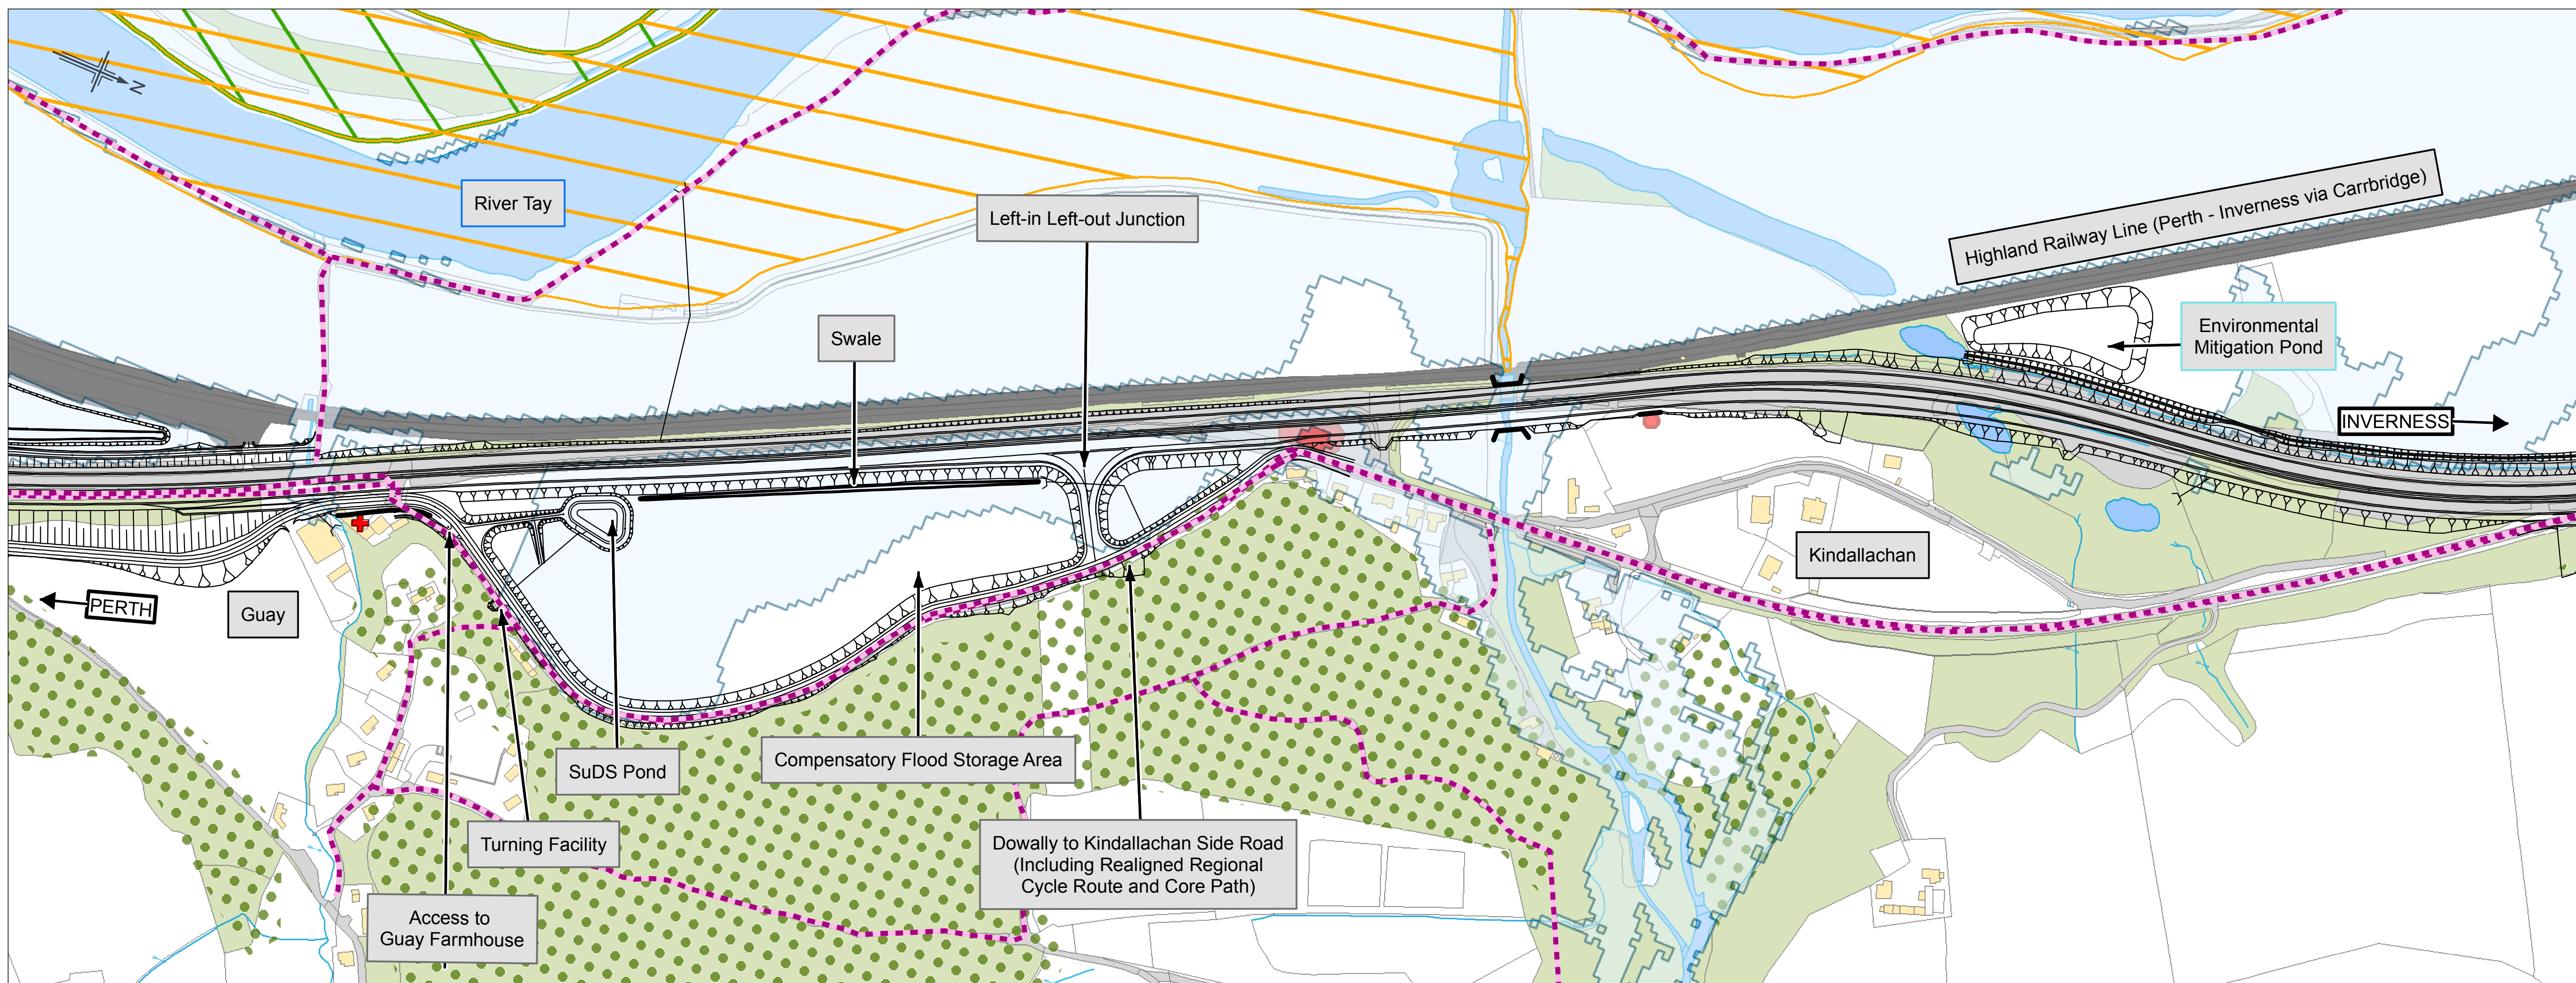 N
River Tay
Left-in Left-out Junction
Highland Railway Line (Perth - Inverness via Carrbridge)
Swale
Environmental
Mitigation Pond
INVERNESS
Kindallachan
PERTH
Guay
SuDS Pond
Compensatory Flood Storage Area
Turning Facility
Dowally to Kindallachan Side Road
(Including Realigned Regional
Cycle Route and Core Path)
Access to
Guay Farmhouse